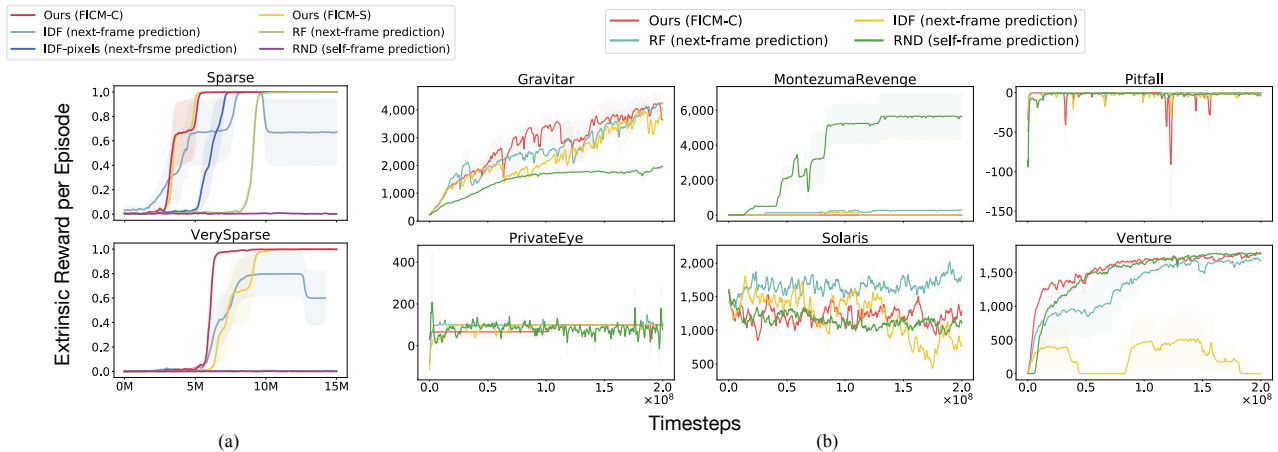 (a)
Ours (FICM-C)
Ours (FICM-S)
IDF (next-frame prediction)
RF (next-frame prediction)
IDF-pixels (next-frsme prediction)
RND (self-frame prediction)
Ours (FICM-C)
IDF (next-frame prediction)
RF (next-frame prediction)
RND (self-frame prediction)
Extrinsic Reward per Episode
Sparse
1.0
0.8
0.6
0.4
0.2
0.0
VerySparse
1.0
0.8
0.6
0.4
0.2
0.0
0M
5M
10M
15M
Gravitar
4,000
3,000
2,000
1,000
0
MontezumaRevenge
6,000
4,000
2,000
0
Pitfall
0
−50
−100
−150
PrivateEye
400
200
0
0.0
0.5
1.0
1.5
2.0
×10⁸
Solaris
2,000
1,500
1,000
500
0.0
0.5
1.0
1.5
2.0
×10⁸
Venture
1,500
1,000
500
0
0.0
0.5
1.0
1.5
2.0
×10⁸
Timesteps
(a)
(b)